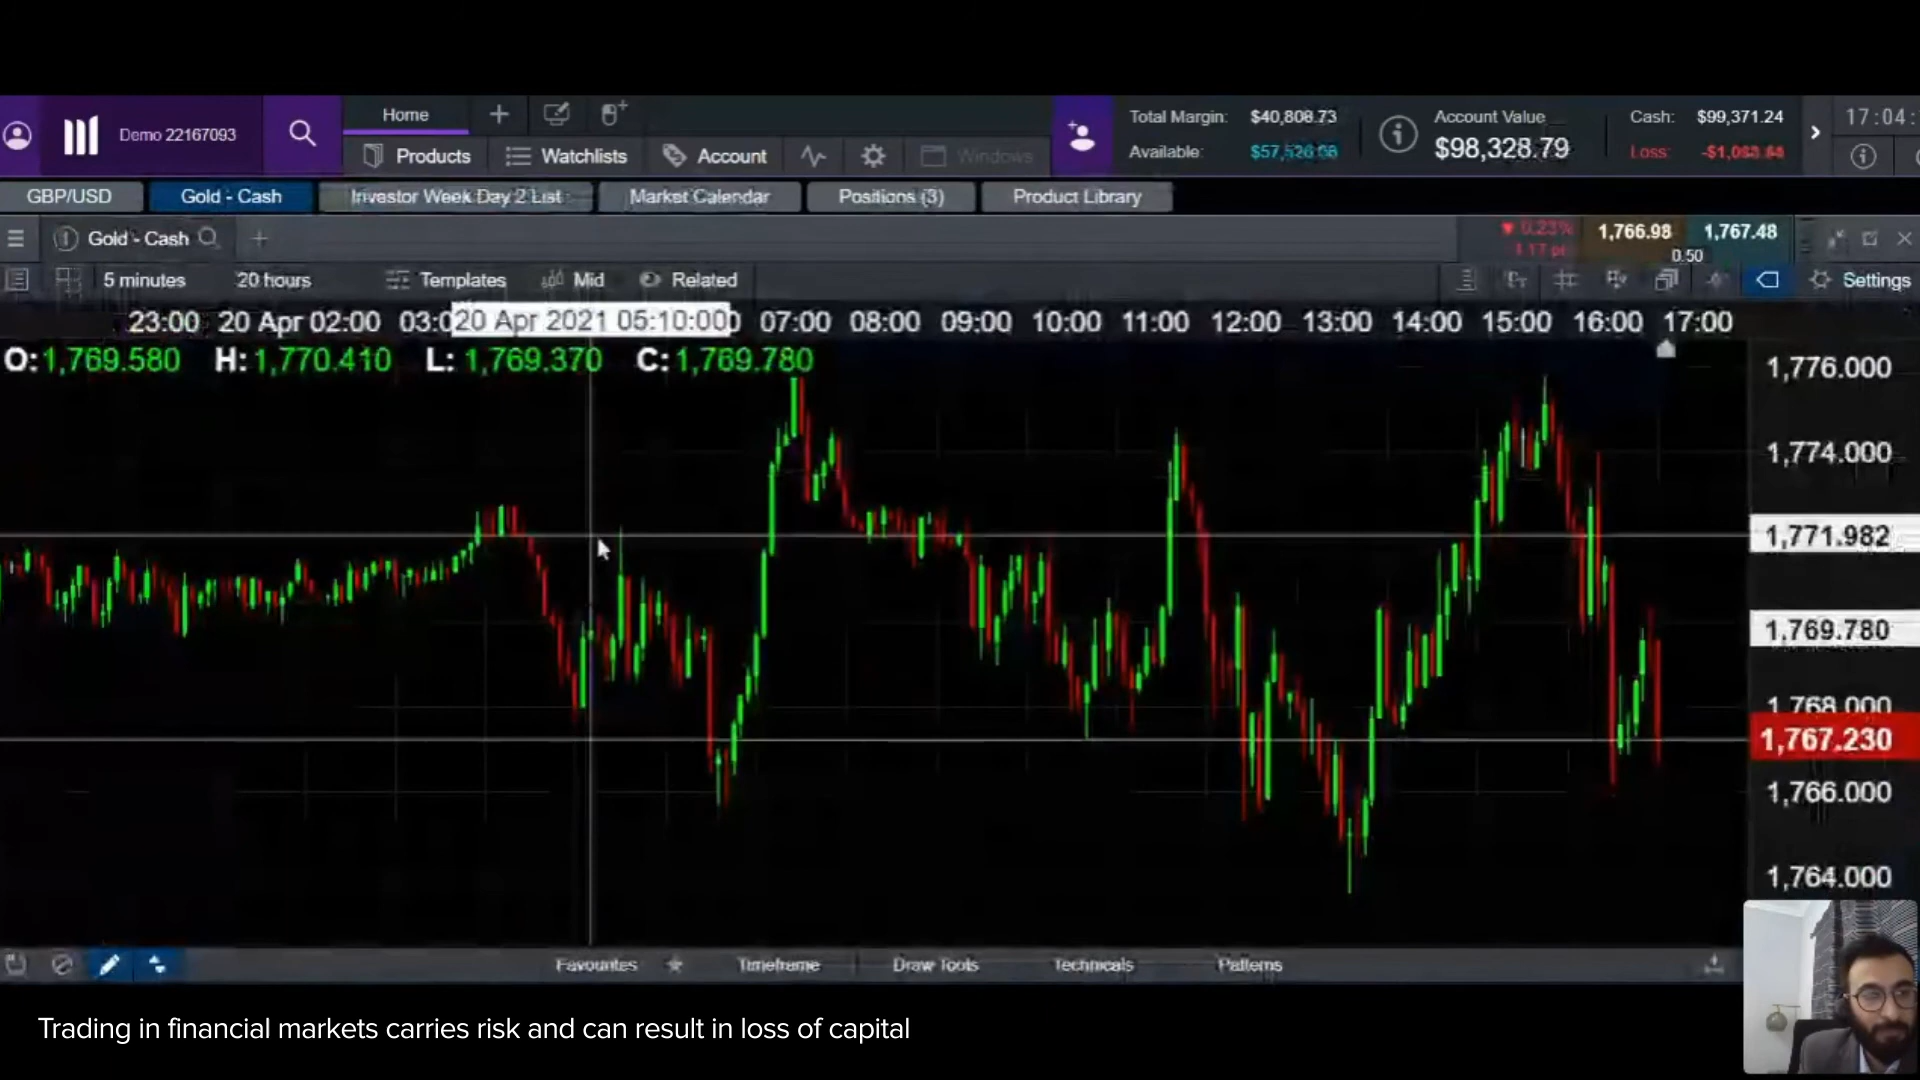 Demo 22167093
Home
Products Watchlists Account Windows
Total Margin: $40,808.73
Available:
Account Value
$98,328.79
Cash: $99,371.24
Loss:
17:04:
GBP/USD Gold - Cash Investor Week Day 2 List Market Calendar Positions (3) Product Library
Gold - Cash
0.23%
1.17 pt
1,766.98 1,767.48
0.50
5 minutes 20 hours Templates Mid Related Settings
23:00 20 Apr 02:00 20 Apr 2021 05:10:00 07:00 08:00 09:00 10:00 11:00 12:00 13:00 14:00 15:00 16:00 17:00
O:1,769.580 H:1,770.410 L: 1,769.370 C:1,769.780
1,776.000
1,774.000
1,771.982
1,769.780
1,768.000
1,767.230
1,766.000
1,764.000
Favourites Timeframe Draw Tools Technicals Patterns
Trading in financial markets carries risk and can result in loss of capital